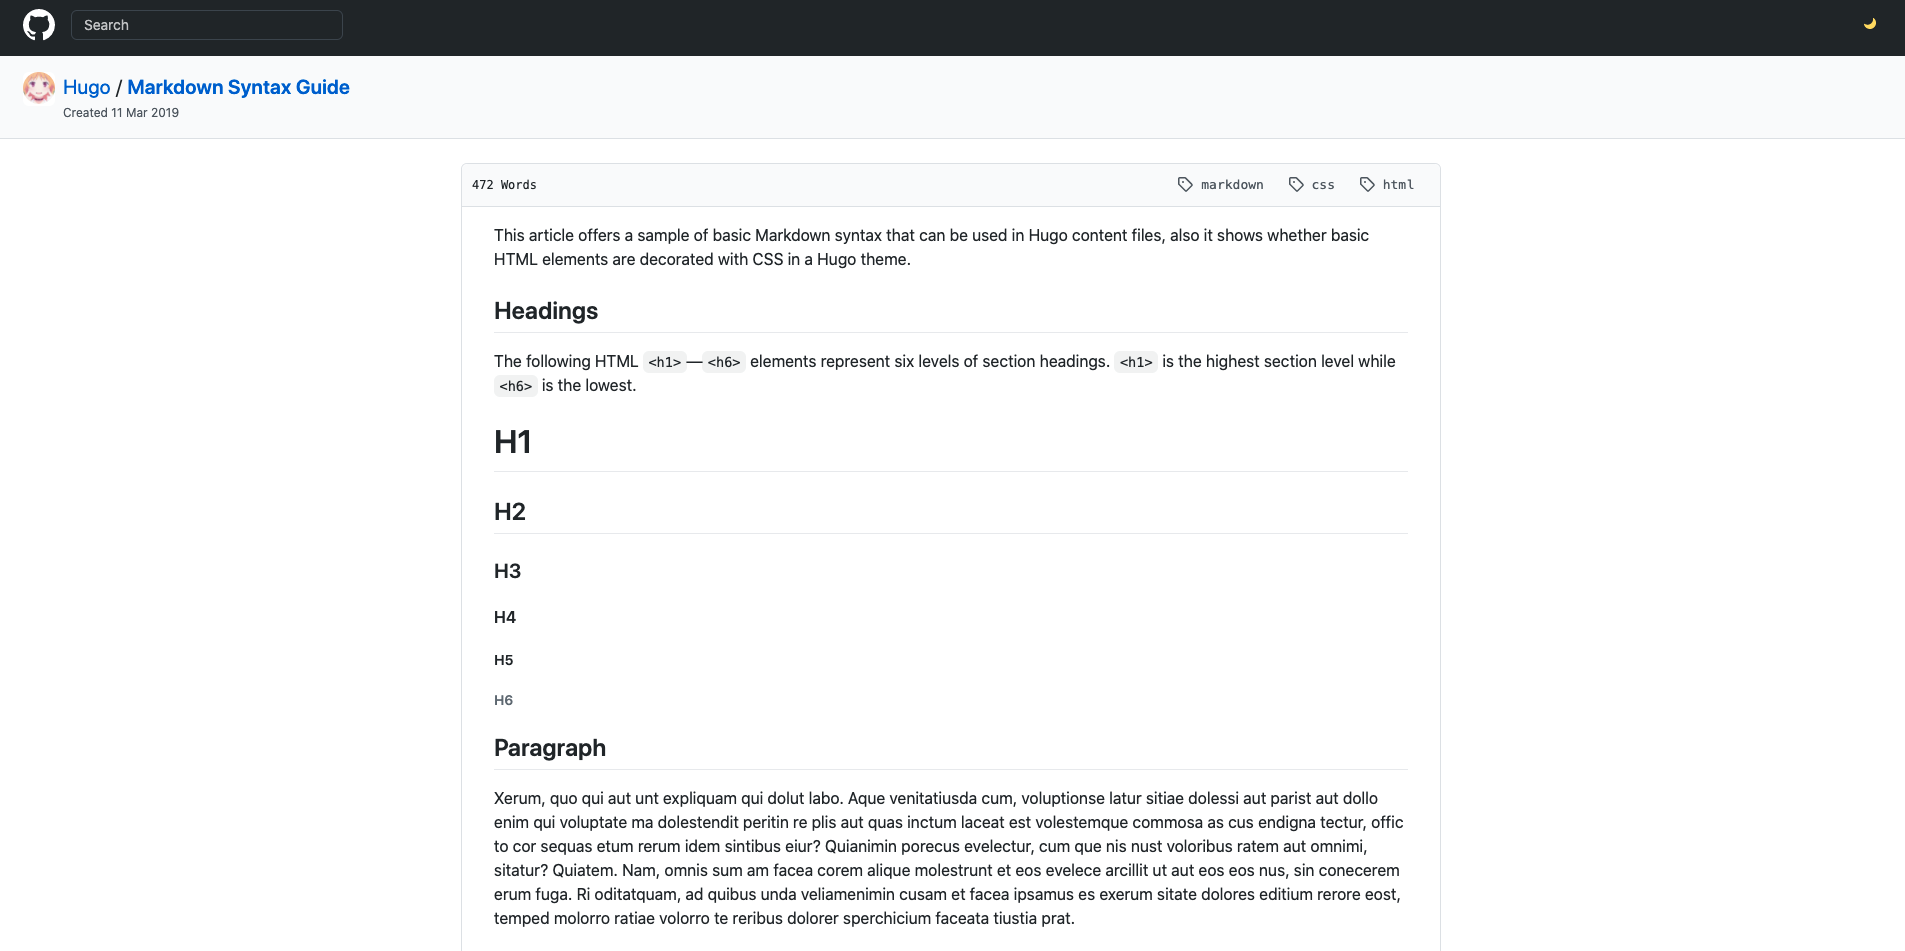 Search
Hugo / Markdown Syntax Guide
Created 11 Mar 2019
472 Words
markdown
css
html
This article offers a sample of basic Markdown syntax that can be used in Hugo content files, also it shows whether basic
HTML elements are decorated with CSS in a Hugo theme.
Headings
The following HTML <h1>—<h6> elements represent six levels of section headings. <h1> is the highest section level while
<h6> is the lowest.
H1
H2
H3
H4
H5
H6
Paragraph
Xerum, quo qui aut unt expliquam qui dolut labo. Aque venitatiusda cum, voluptionse latur sitiae dolessi aut parist aut dollo
enim qui voluptate ma dolestendit peritin re plis aut quas inctum laceat est volestemque commosa as cus endigna tectur, offic
to cor sequas etum rerum idem sintibus eiur? Quianimin porecus evelectur, cum que nis nust voloribus ratem aut omnimi,
sitatur? Quiatem. Nam, omnis sum am facea corem alique molestrunt et eos evelece arcillit ut aut eos eos nus, sin conecerem
erum fuga. Ri oditatquam, ad quibus unda veliamenimin cusam et facea ipsamus es exerum sitate dolores editium rerore eost,
temped molorro ratiae volorro te reribus dolorer sperchicium faceata tiustia prat.